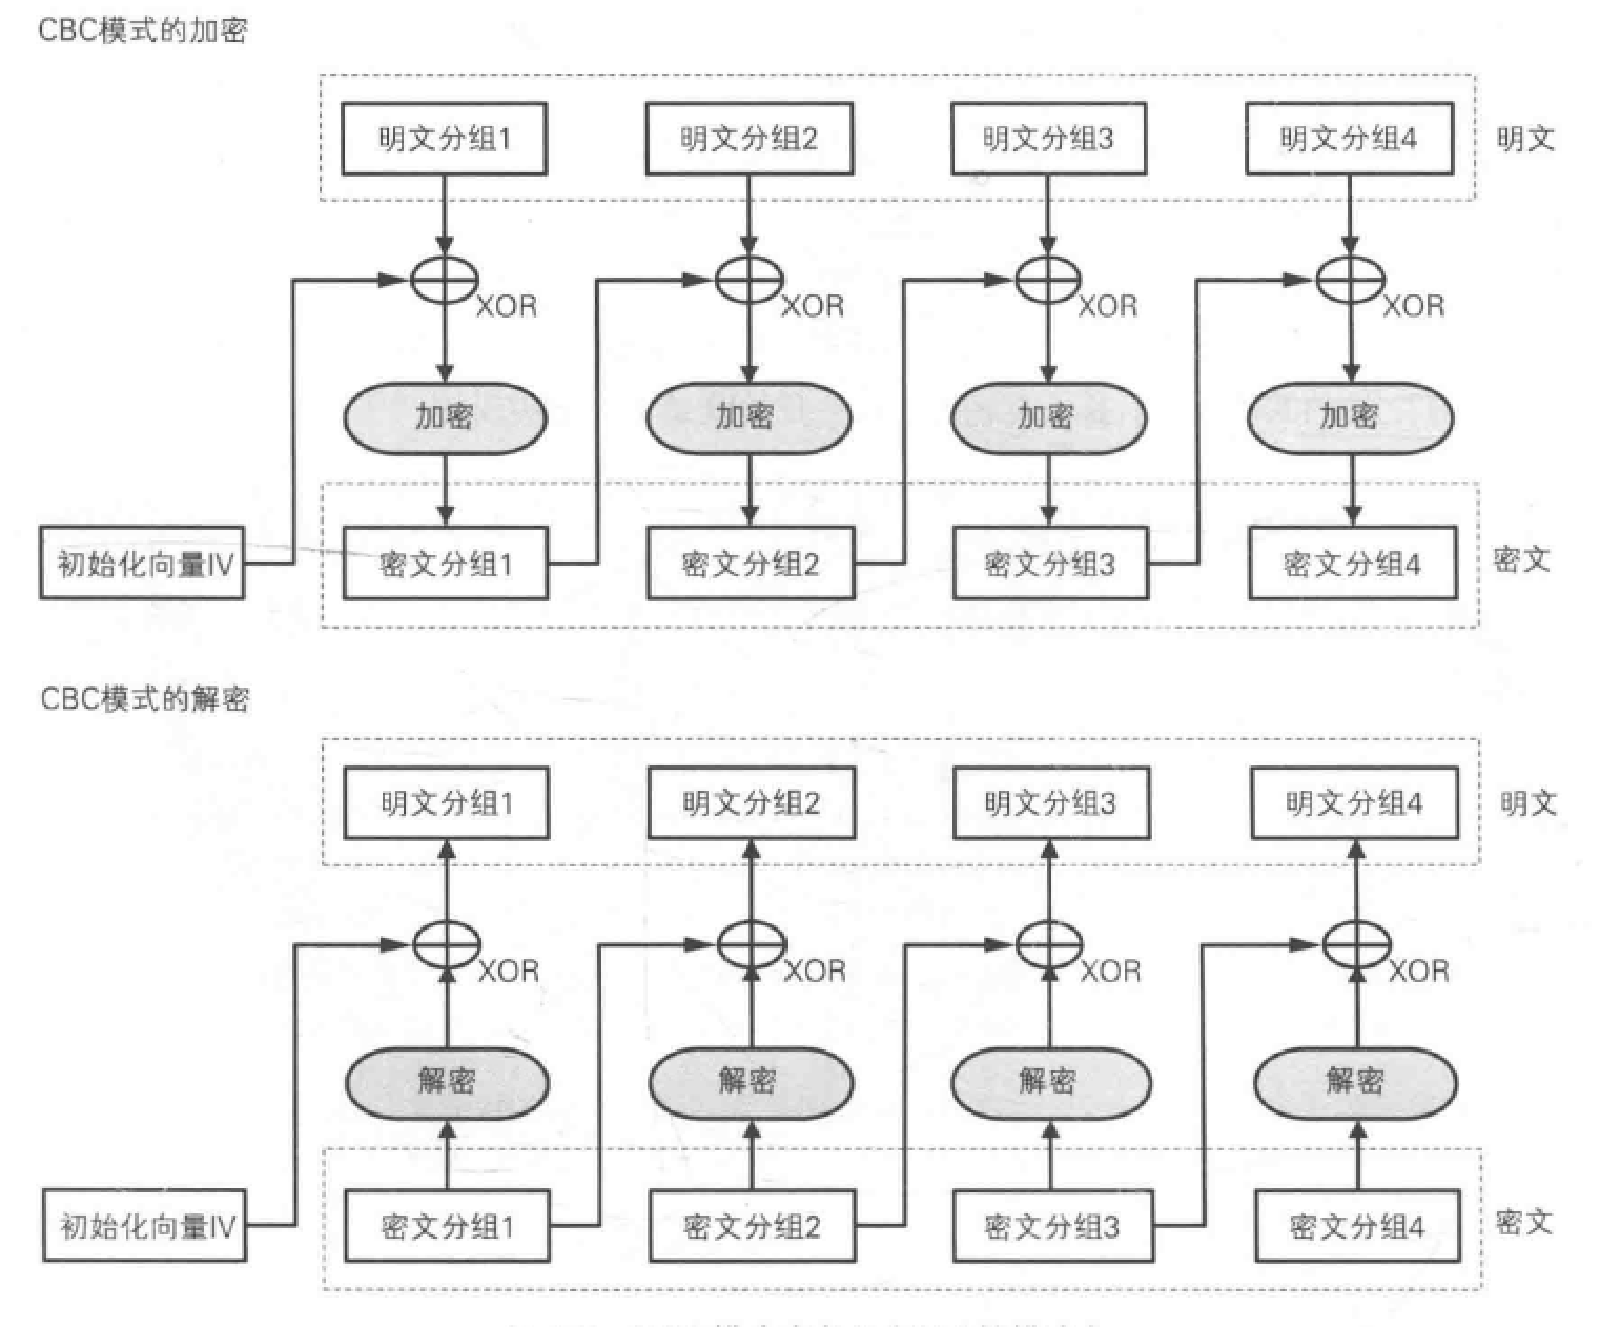 CBC模式的加密
明文分组1 明文分组2 明文分组3 明文分组4 明文
XOR XOR XOR XOR
加密 加密 加密 加密
初始化向量IV 密文分组1 密文分组2 密文分组3 密文分组4 密文
CBC模式的解密
明文分组1 明文分组2 明文分组3 明文分组4 明文
XOR XOR XOR XOR
解密 解密 解密 解密
初始化向量IV 密文分组1 密文分组2 密文分组3 密文分组4 密文